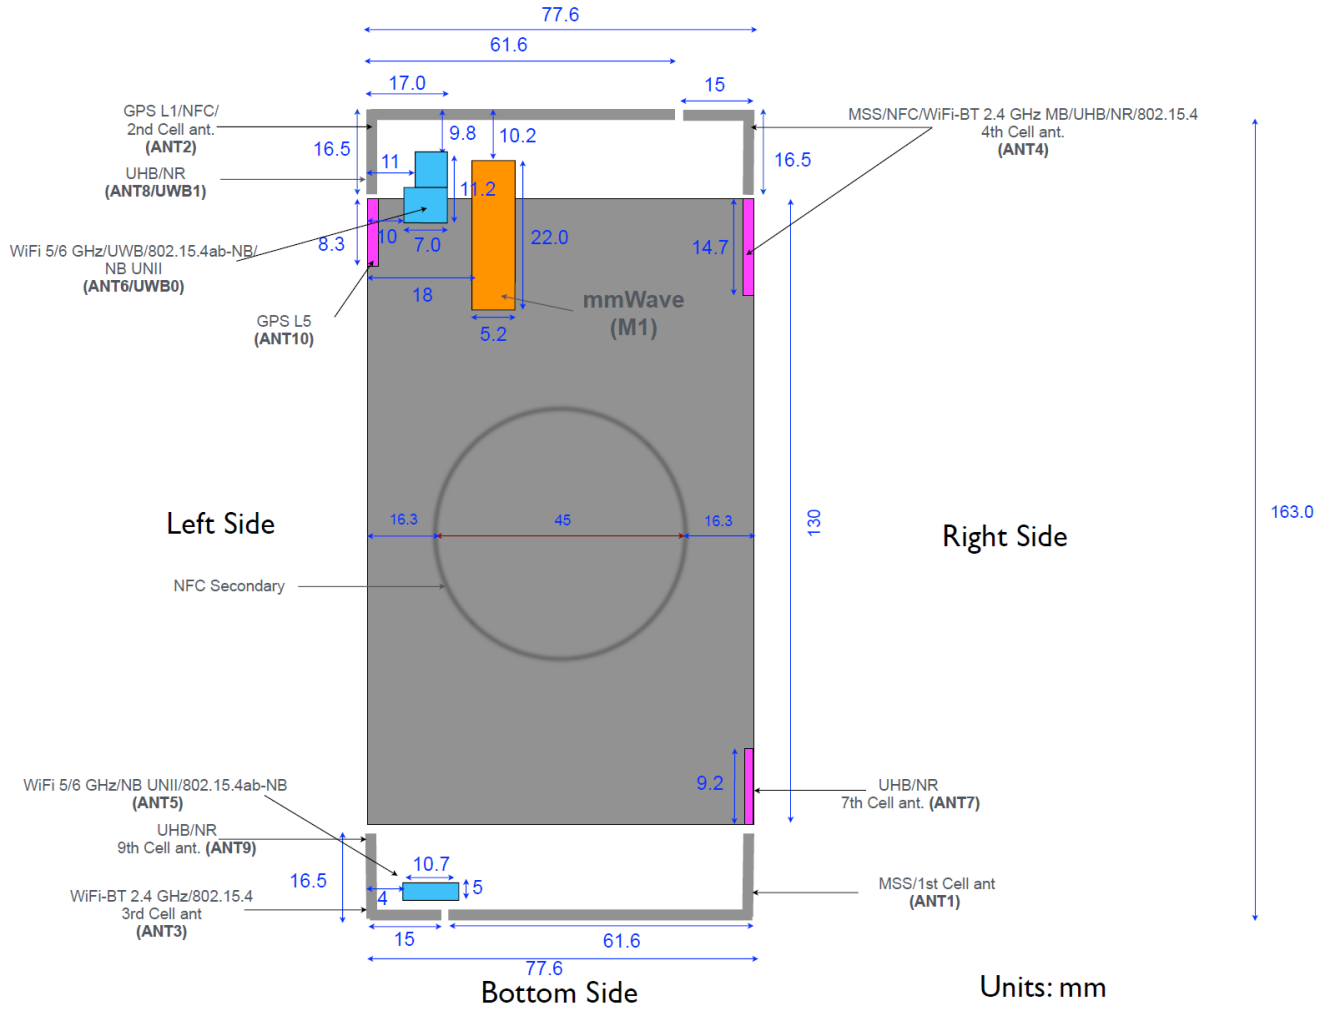 77.6
61.6
17.0
15
GPS L1/NFC/
2nd Cell ant.
(ANT2)
9.8
10.2
MSS/NFC/WiFi-BT 2.4 GHz MB/UHB/NR/802.15.4
4th Cell ant.
(ANT4)
16.5
16.5
11
UHB/NR
(ANT8/UWB1)
11.2
8.3
10
7.0
22.0
14.7
WiFi 5/6 GHz/UWB/802.15.4ab-NB/
NB UNII
(ANT6/UWB0)
18
mmWave
(M1)
GPS L5
(ANT10)
5.2
Left Side
16.3
45
16.3
130
163.0
Right Side
NFC Secondary
WiFi 5/6 GHz/NB UNII/802.15.4ab-NB
(ANT5)
9.2
UHB/NR
7th Cell ant. (ANT7)
UHB/NR
9th Cell ant. (ANT9)
10.7
16.5
4
5
WiFi-BT 2.4 GHz/802.15.4
3rd Cell ant
(ANT3)
MSS/1st Cell ant
(ANT1)
15
61.6
77.6
Bottom Side
Units: mm